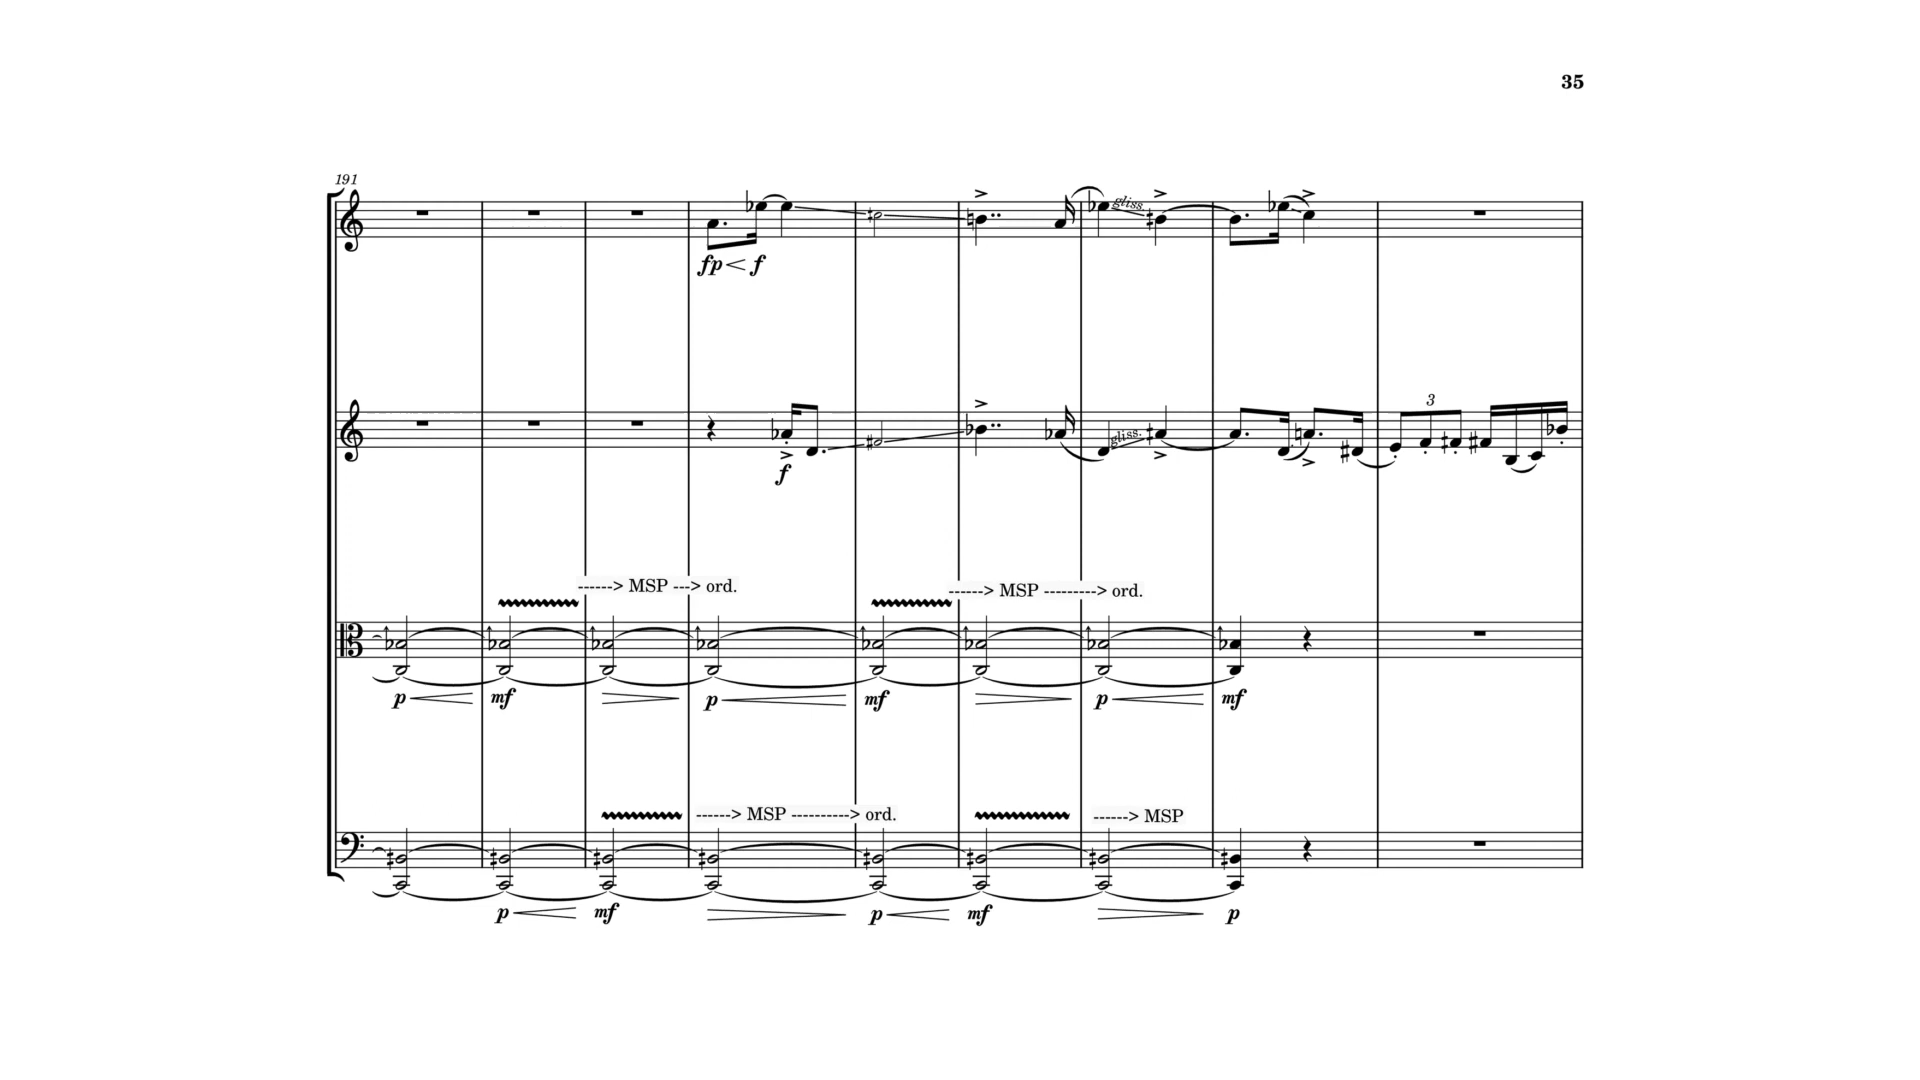 35
191
gliss.
fp f
3
gliss.
f
------> MSP ---> ord. ------> MSP ---------> ord.
p mf p mf p mf
------> MSP ----------> ord. ------> MSP
p mf p mf p